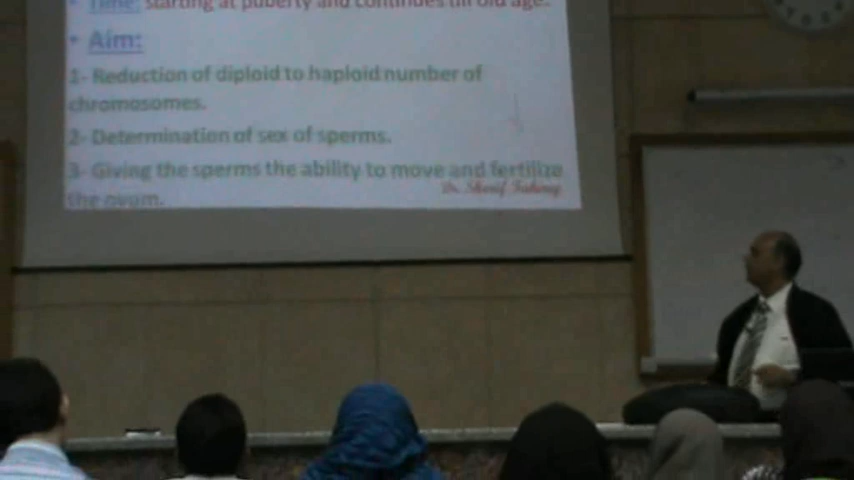 • Time: starting at puberty and continues till old age.
• Aim:
1- Reduction of diploid to haploid number of
chromosomes.
2- Determination of sex of sperms.
3- Giving the sperms the ability to move and fertilize
the ovum.
Dr. Sherif Fahmy